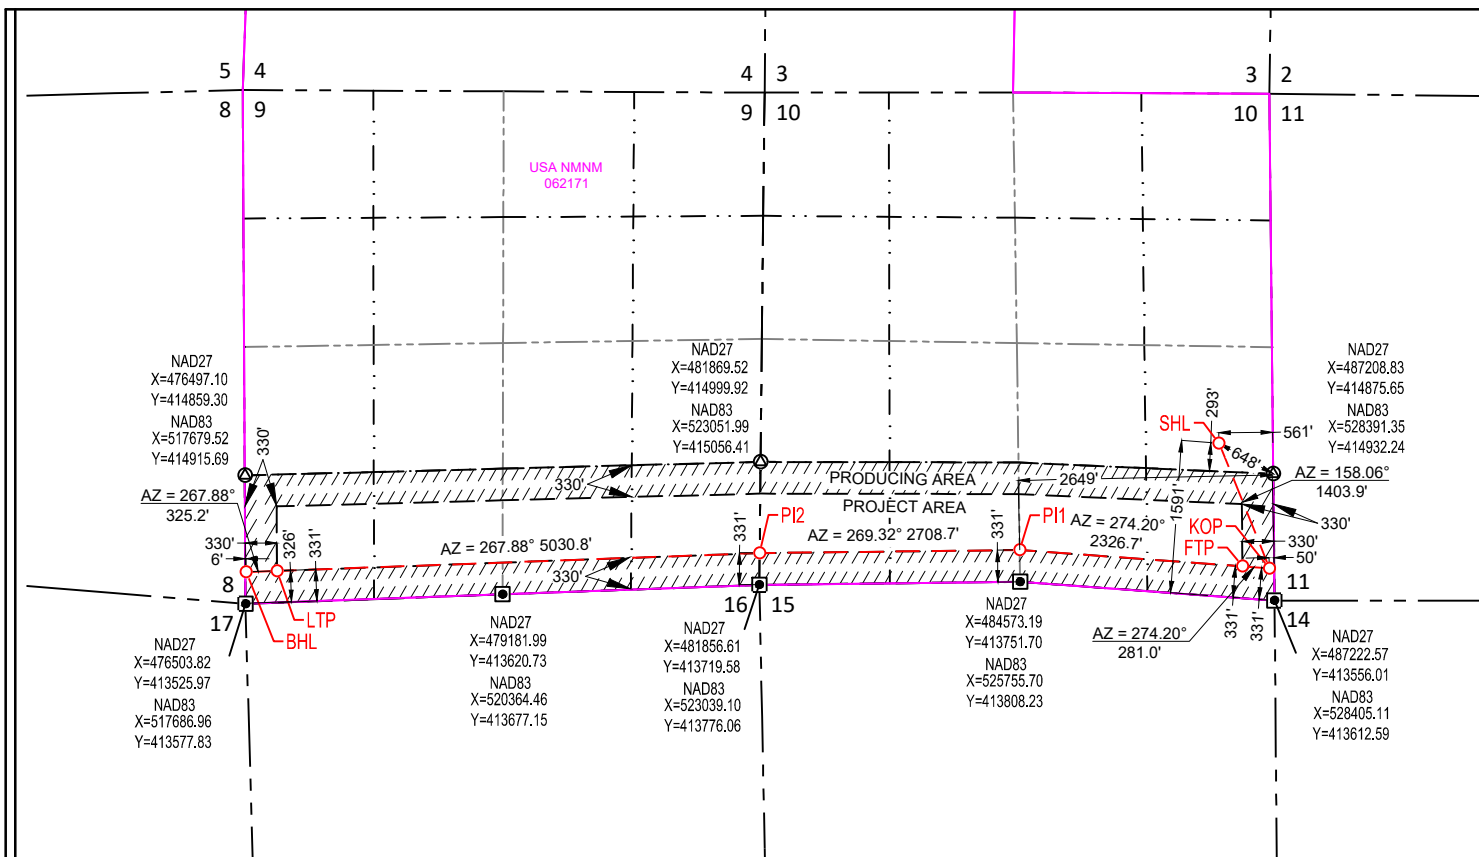 5 4
4 3
3 2
8 9
9 10
10 11
USA NMNM
062171
NAD27
X=476497.10
Y=414859.30
NAD83
X=517679.52
Y=414915.69
NAD27
X=481869.52
Y=414999.92
NAD83
X=523051.99
Y=415056.41
NAD27
X=487208.83
Y=414875.65
NAD83
X=528391.35
Y=414932.24
SHL
293'
561'
648'
330'
330'
PRODUCING AREA
PROJECT AREA
2649'
1591'
AZ = 158.06°
1403.9'
AZ = 267.88°
325.2'
330'
6'
326'
331'
AZ = 267.88° 5030.8'
330'
331'
PI2
AZ = 269.32° 2708.7'
331'
PI1
AZ = 274.20°
2326.7'
KOP
FTP
330'
330'
50'
8
17
LTP
BHL
16 15
11
14
331'
331'
AZ = 274.20°
281.0'
NAD27
X=476503.82
Y=413525.97
NAD83
X=517686.96
Y=413577.83
NAD27
X=479181.99
Y=413620.73
NAD83
X=520364.46
Y=413677.15
NAD27
X=481856.61
Y=413719.58
NAD83
X=523039.10
Y=413776.06
NAD27
X=484573.19
Y=413751.70
NAD83
X=525755.70
Y=413808.23
NAD27
X=487222.57
Y=413556.01
NAD83
X=528405.11
Y=413612.59